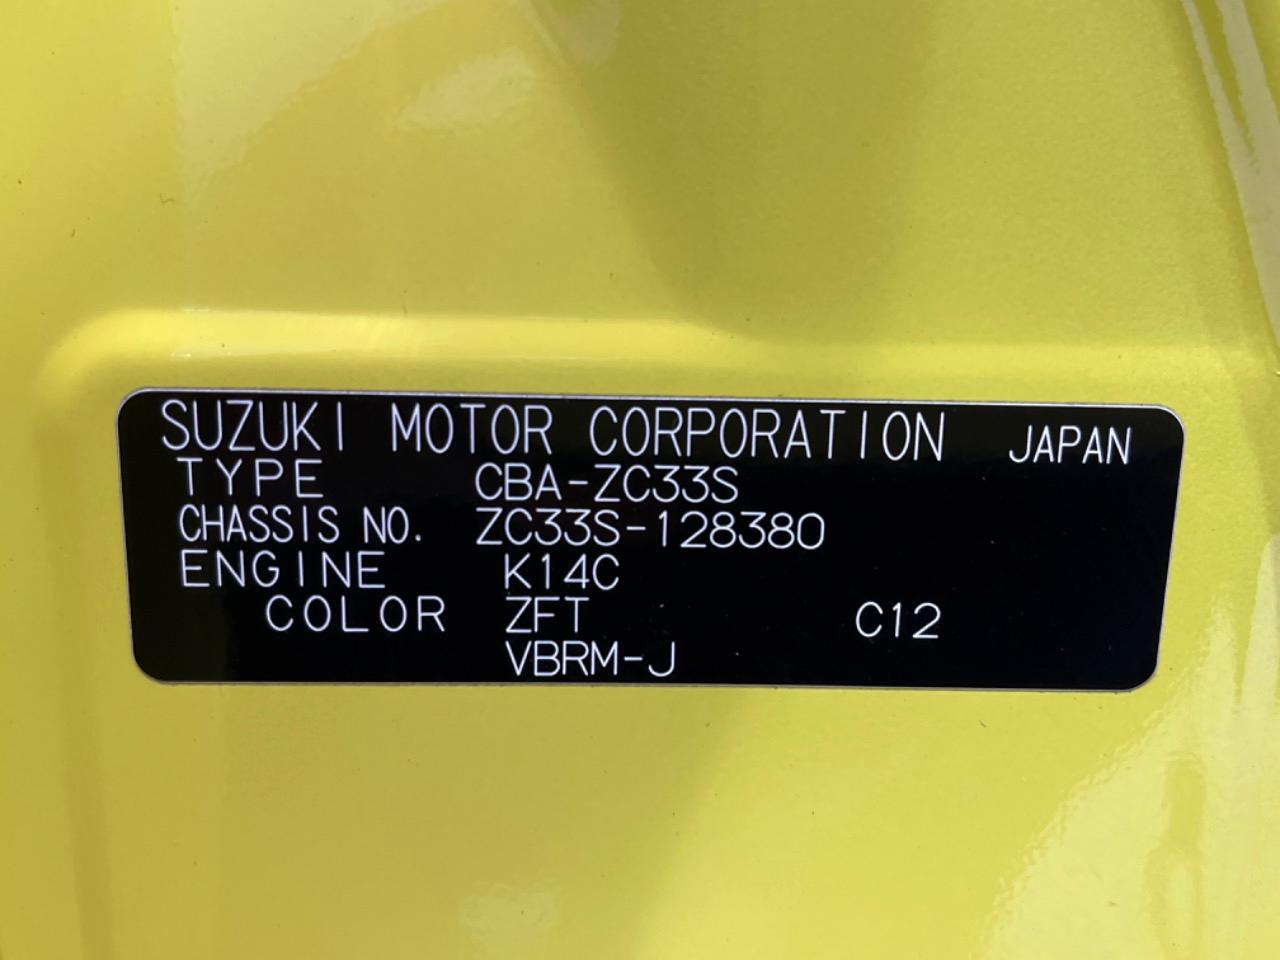 SUZUKI MOTOR CORPORATION JAPAN
TYPE CBA-ZC33S
CHASSIS NO. ZC33S-128380
ENGINE K14C
COLOR ZFT C12
VBRM-J